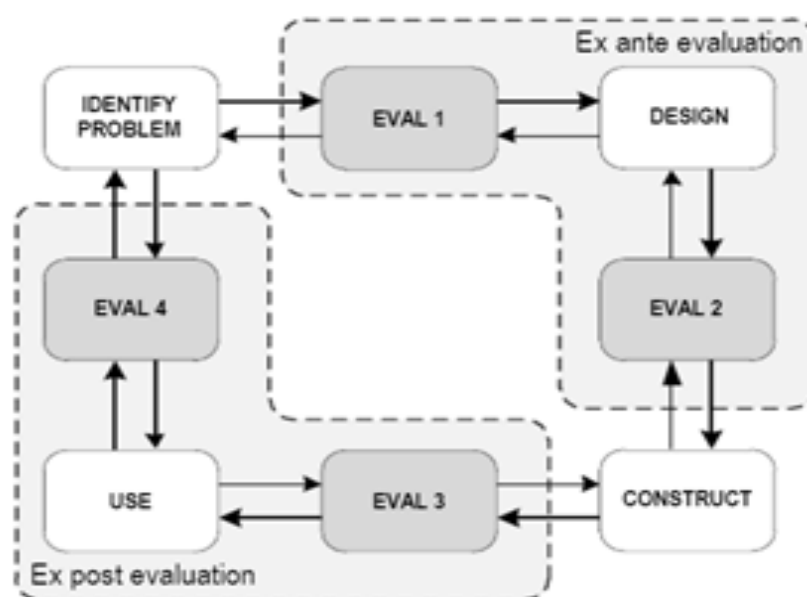 Ex ante evaluation
IDENTIFY
PROBLEM
EVAL 1
DESIGN
EVAL 4
EVAL 2
USE
EVAL 3
CONSTRUCT
Ex post evaluation